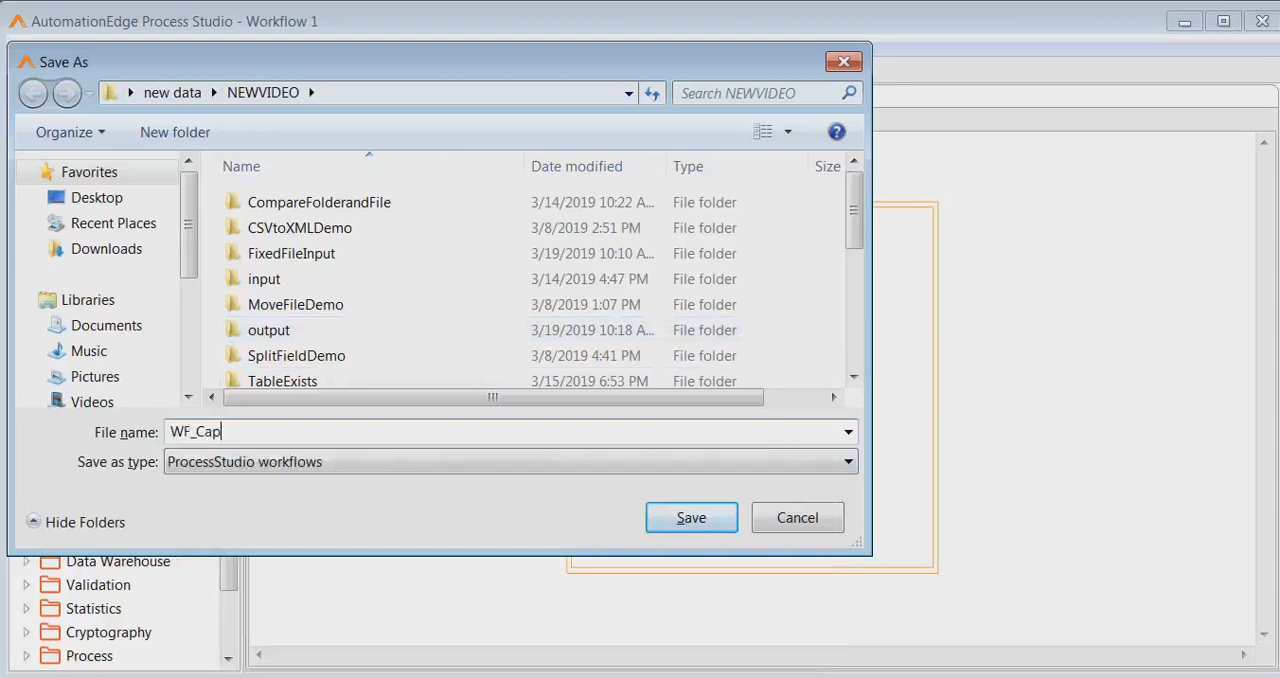 AutomationEdge Process Studio - Workflow 1
Save As
new data NEWVIDEO
Search NEWVIDEO
Organize New folder
Name Date modified Type Size
Favorites
Desktop
Recent Places
Downloads
Libraries
Documents
Music
Pictures
Videos
CompareFolderandFile 3/14/2019 10:22 A... File folder
CSVtoXMLDemo 3/8/2019 2:51 PM File folder
FixedFileInput 3/19/2019 10:10 A... File folder
input 3/14/2019 4:47 PM File folder
MoveFileDemo 3/8/2019 1:07 PM File folder
output 3/19/2019 10:18 A... File folder
SplitFieldDemo 3/8/2019 4:41 PM File folder
TableExists 3/15/2019 6:53 PM File folder
File name: WF_Cap
Save as type: ProcessStudio workflows
Hide Folders
Save Cancel
Data Warehouse
Validation
Statistics
Cryptography
Process